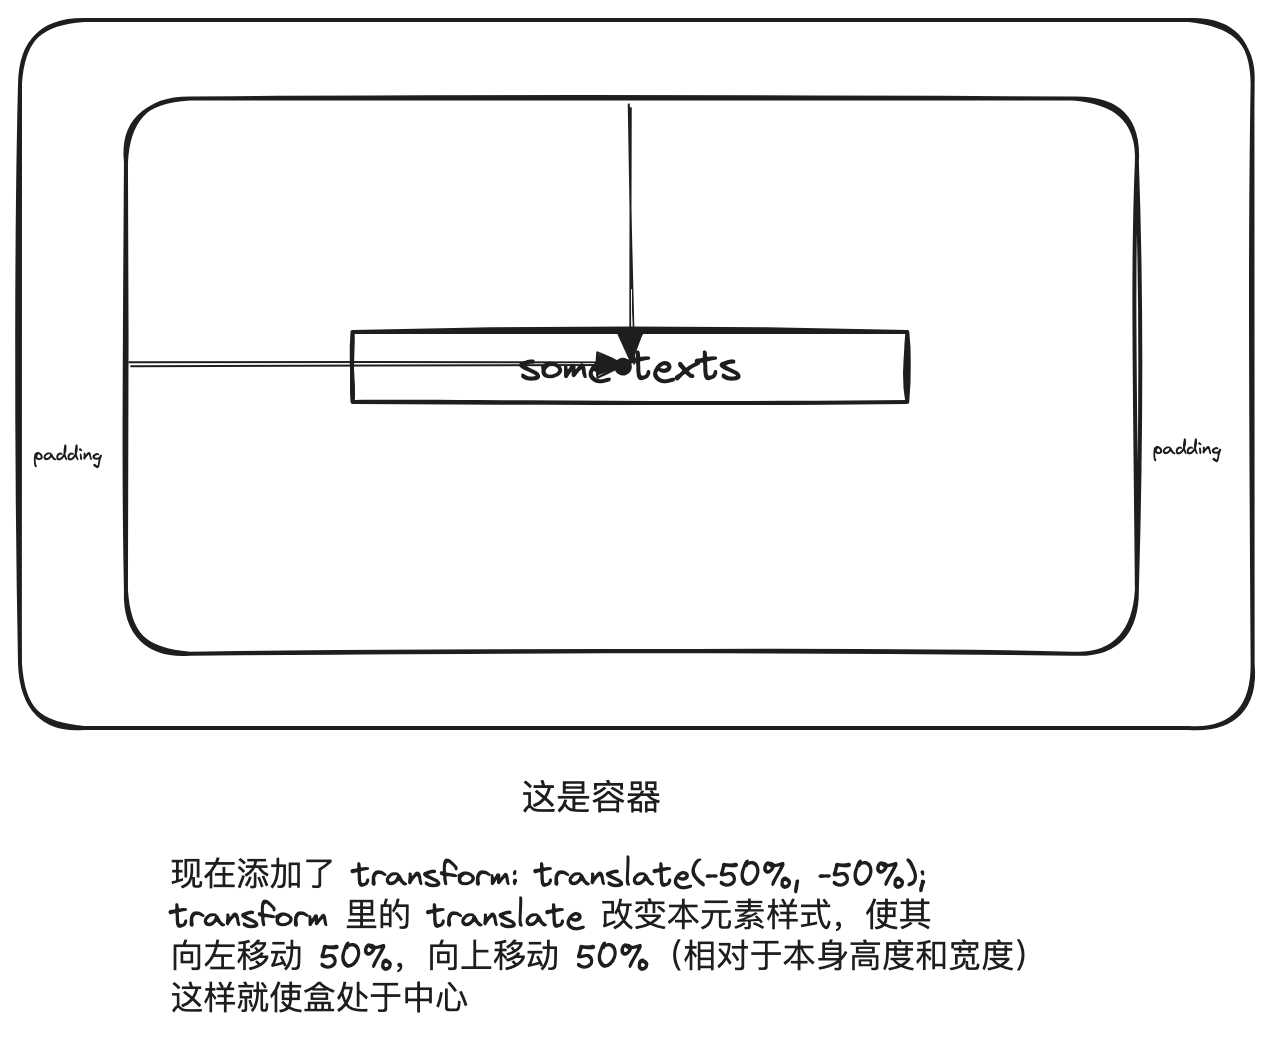 some texts
padding
padding
这是容器
现在添加了 transform: translate(-50%, -50%);
transform 里的 translate 改变本元素样式，使其
向左移动 50%，向上移动 50%（相对于本身高度和宽度）
这样就使盒处于中心